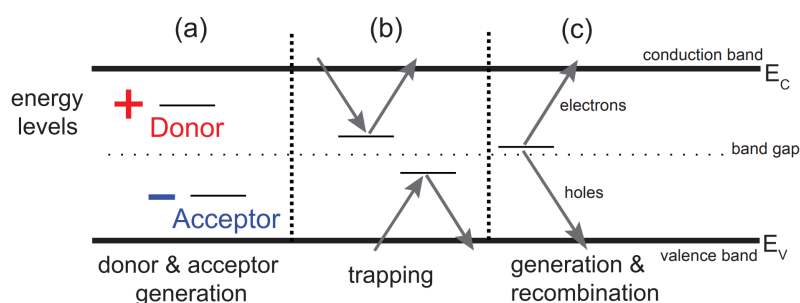 (a)
(b)
(c)
conduction band
E_C
energy
levels
+
Donor
electrons
band gap
-
Acceptor
holes
E_V
valence band
donor & acceptor
generation
trapping
generation &
recombination